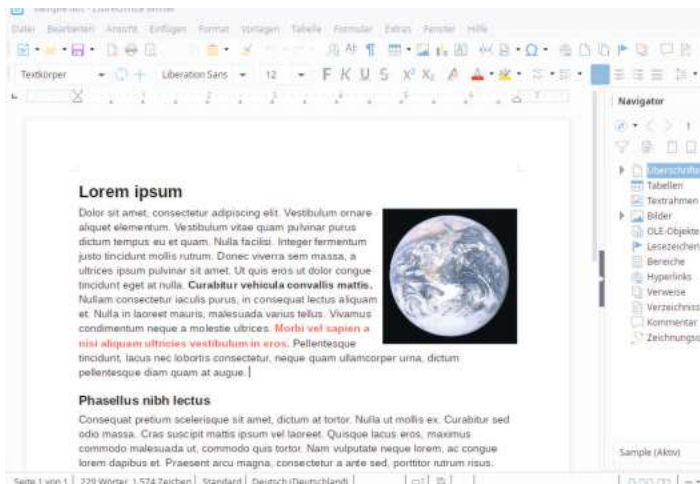 Datei Bearbeiten Ansicht Einfügen Format Vorlagen Tabelle Formular Extras Fenster Hilfe
Textkörper Liberation Sans 12 F K U S X² X₂
Navigator
1
Überschriften
Tabellen
Textrahmen
Bilder
OLE-Objekte
Lesezeichen
Bereiche
Hyperlinks
Verweise
Verzeichniss
Kommentar
Zeichnungso
Sample (Aktiv)
Lorem ipsum
Dolor sit amet, consectetur adipiscing elit. Vestibulum ornare
aliquet elementum. Vestibulum vitae quam pulvinar purus
dictum tempus eu et quam. Nulla facilisi. Integer fermentum
justo tincidunt mollis rutrum. Donec viverra sem massa, a
ultrices ipsum pulvinar sit amet. Ut quis eros ut dolor congue
tincidunt eget at nulla. Curabitur vehicula convallis mattis.
Nullam consectetur iaculis purus, in consequat lectus aliquam
et. Nulla in laoreet mauris, malesuada varius tellus. Vivamus
condimentum neque a molestie ultrices. Morbi vel sapien a
nisi aliquam ultricies vestibulum in eros. Pellentesque
tincidunt, lacus nec lobortis consectetur, neque quam ullamcorper urna, dictum
pellentesque diam quam at augue.
Phasellus nibh lectus
Consequat pretium scelerisque sit amet, dictum at tortor. Nulla ut mollis ex. Curabitur sed
odio massa. Cras suscipit mattis ipsum vel laoreet. Quisque lacus eros, maximus
commodo malesuada ut, commodo quis tortor. Nam vulputate neque lorem, ac congue
lorem dapibus et. Praesent arcu magna, consectetur a ante sed, porttitor rutrum risus.
Seite 1 von 1 229 Wörter, 1.574 Zeichen Standard Deutsch (Deutschland)